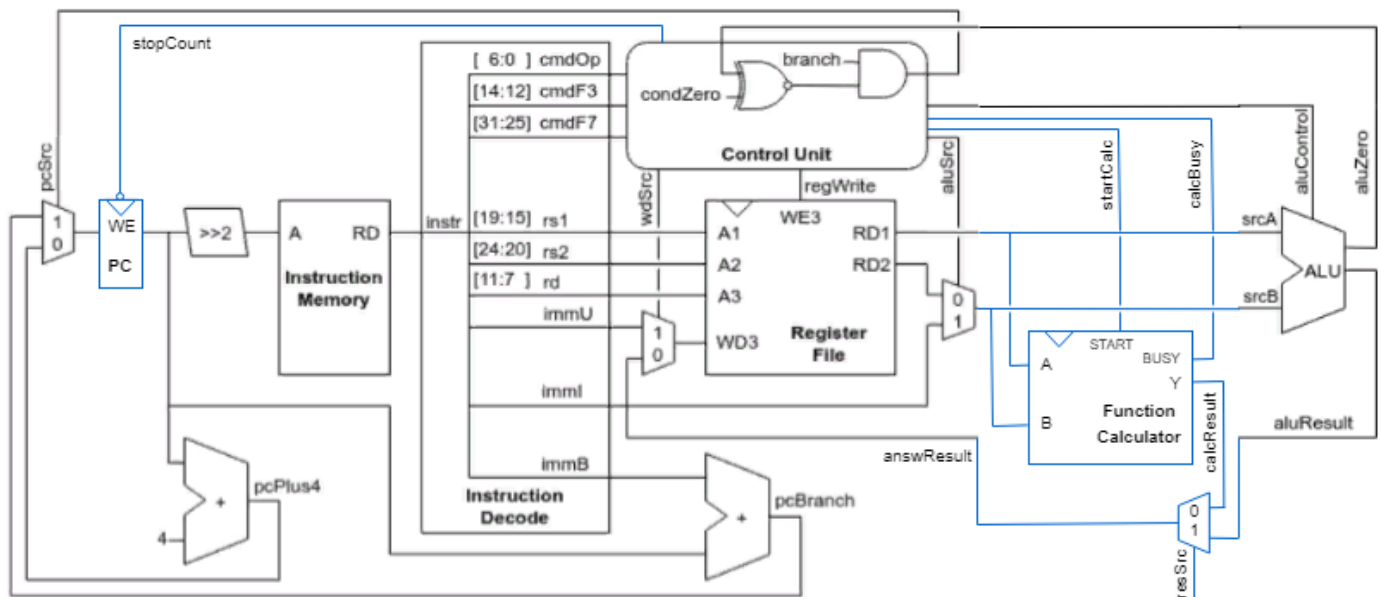 stopCount
[ 6:0 ] cmdOp
[14:12] cmdF3
[31:25] cmdF7
branch
condZero
Control Unit
pcSrc
1
0
WE
PC
>>2
A RD
Instruction
Memory
instr
[19:15] rs1
[24:20] rs2
[11:7 ] rd
immU
immI
immB
Instruction
Decode
wdSrc
regWrite
aluSrc
1
0
WE3
A1 RD1
A2 RD2
A3
WD3
Register
File
0
1
startCalc
calcBusy
aluControl
aluZero
srcA
srcB
ALU
START
BUSY
A
Y
B
Function
Calculator
calcResult
aluResult
answResult
0
1
resSrc
pcPlus4
+
4
pcBranch
+